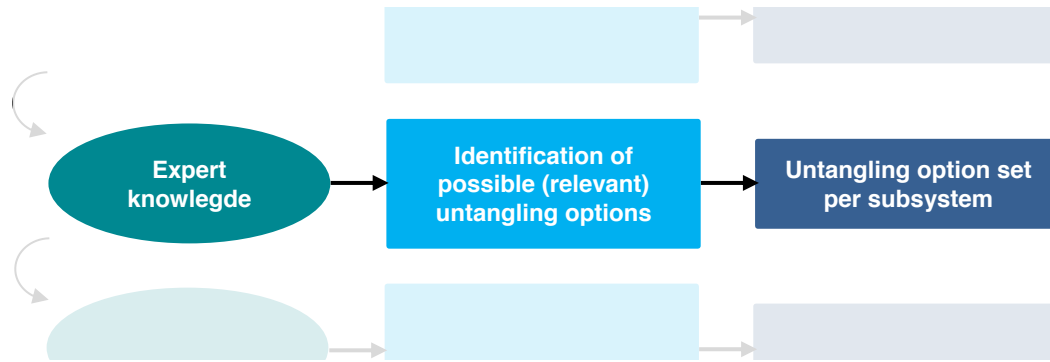 Expert
knowlegde
Identification of
possible (relevant)
untangling options
Untangling option set
per subsystem